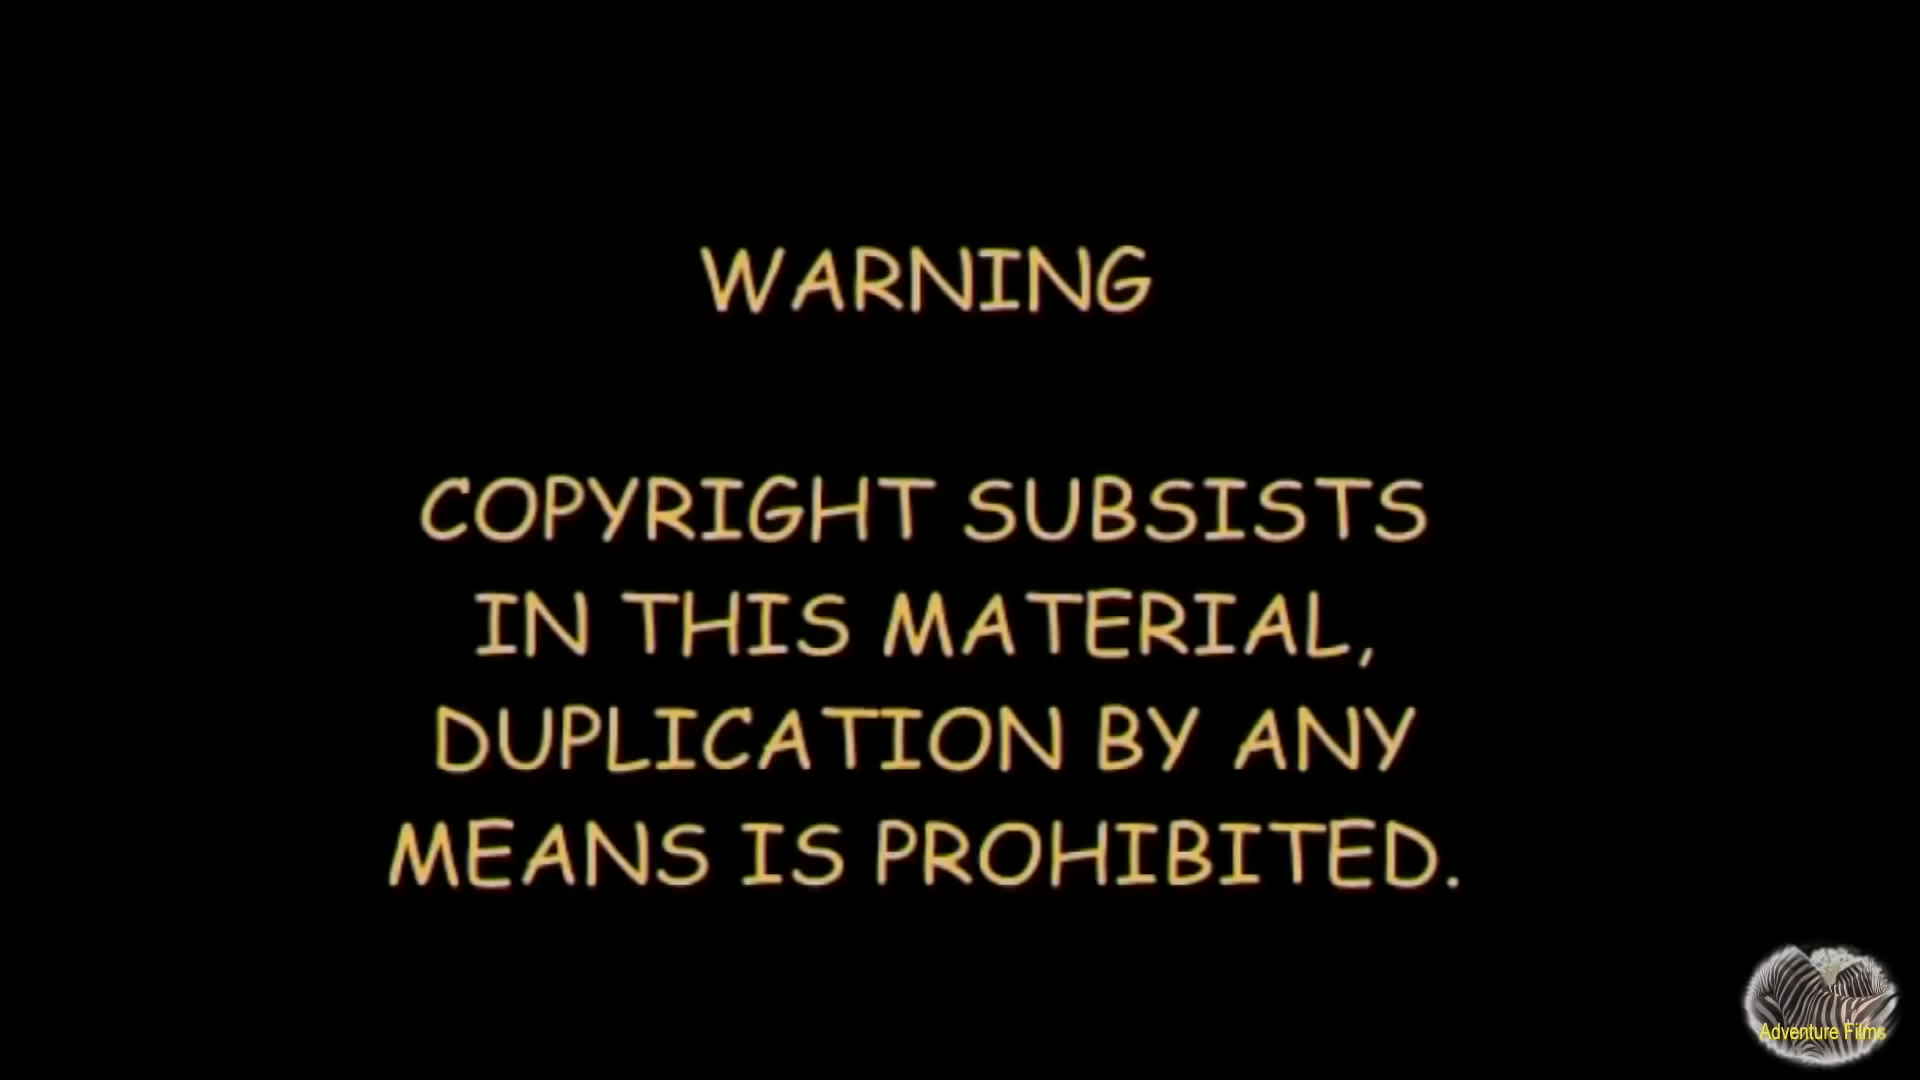 WARNING
COPYRIGHT SUBSISTS
IN THIS MATERIAL,
DUPLICATION BY ANY
MEANS IS PROHIBITED.
Adventure Films